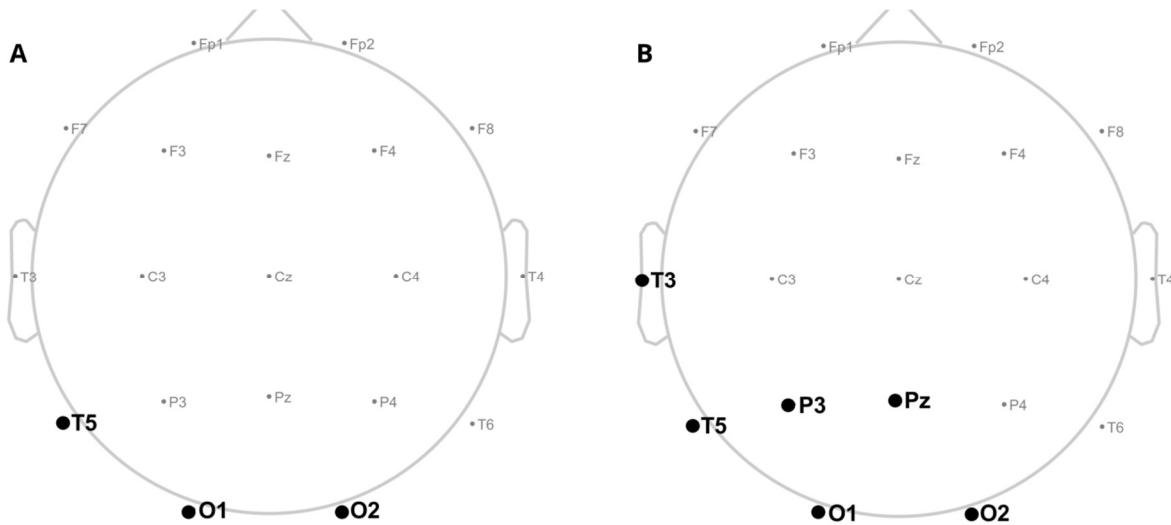 A
Fp1 Fp2
F7 F3 Fz F4 F8
T3 C3 Cz C4 T4
T5 P3 Pz P4 T6
O1 O2
B
Fp1 Fp2
F7 F3 Fz F4 F8
T3 C3 Cz C4 T4
T5 P3 Pz P4 T6
O1 O2